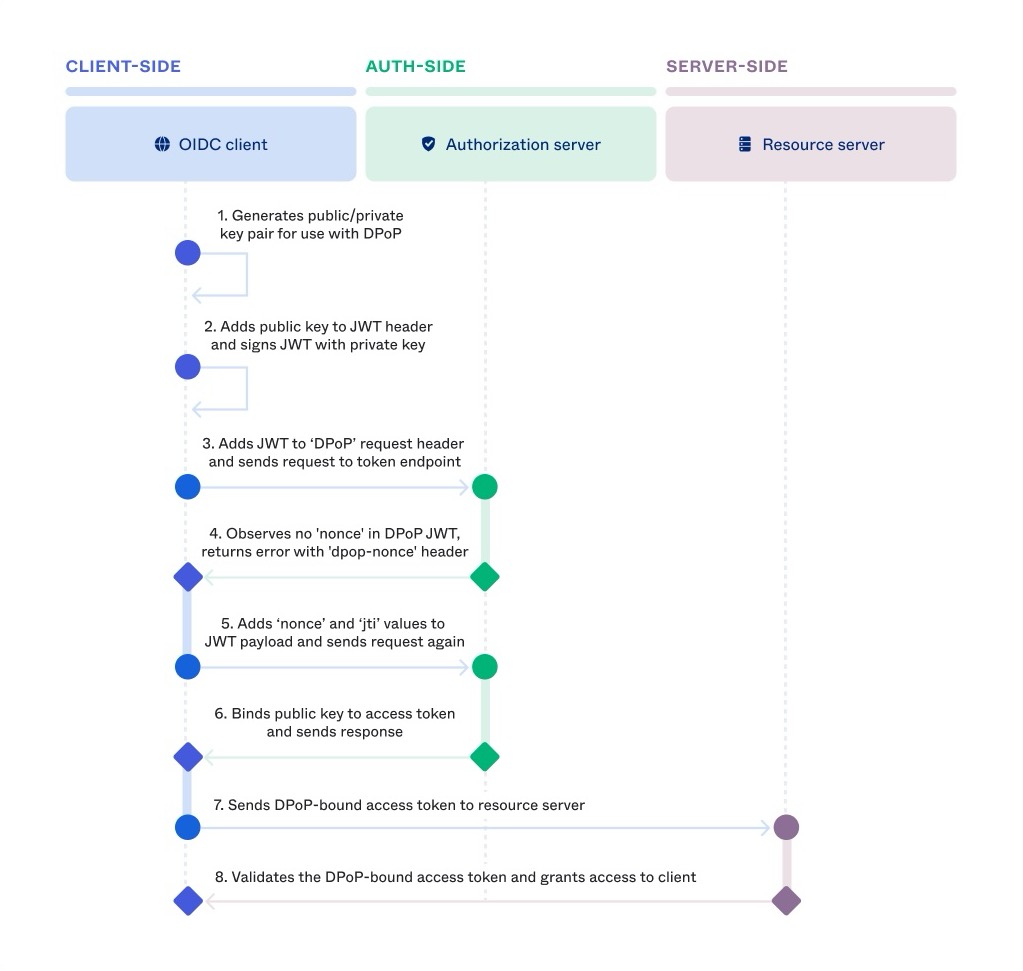 CLIENT-SIDE
AUTH-SIDE
SERVER-SIDE
OIDC client
Authorization server
Resource server
1. Generates public/private
key pair for use with DPoP
2. Adds public key to JWT header
and signs JWT with private key
3. Adds JWT to ‘DPoP’ request header
and sends request to token endpoint
4. Observes no 'nonce' in DPoP JWT,
returns error with 'dpop-nonce' header
5. Adds ‘nonce’ and ‘jti’ values to
JWT payload and sends request again
6. Binds public key to access token
and sends response
7. Sends DPoP-bound access token to resource server
8. Validates the DPoP-bound access token and grants access to client